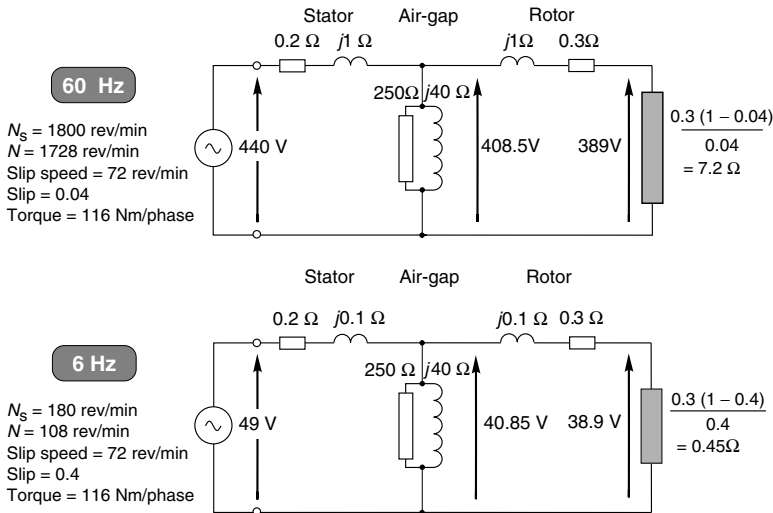 Stator Air-gap Rotor
0.2 Ω j1 Ω j1Ω 0.3Ω
60 Hz
250Ω j40 Ω
Nₛ = 1800 rev/min
N = 1728 rev/min
Slip speed = 72 rev/min
Slip = 0.04
Torque = 116 Nm/phase
440 V 408.5V 389V
0.3 (1 – 0.04)
0.04
= 7.2 Ω
Stator Air-gap Rotor
0.2 Ω j0.1 Ω j0.1 Ω 0.3 Ω
6 Hz
250 Ω j40 Ω
Nₛ = 180 rev/min
N = 108 rev/min
Slip speed = 72 rev/min
Slip = 0.4
Torque = 116 Nm/phase
49 V 40.85 V 38.9 V
0.3 (1 – 0.4)
0.4
= 0.45Ω